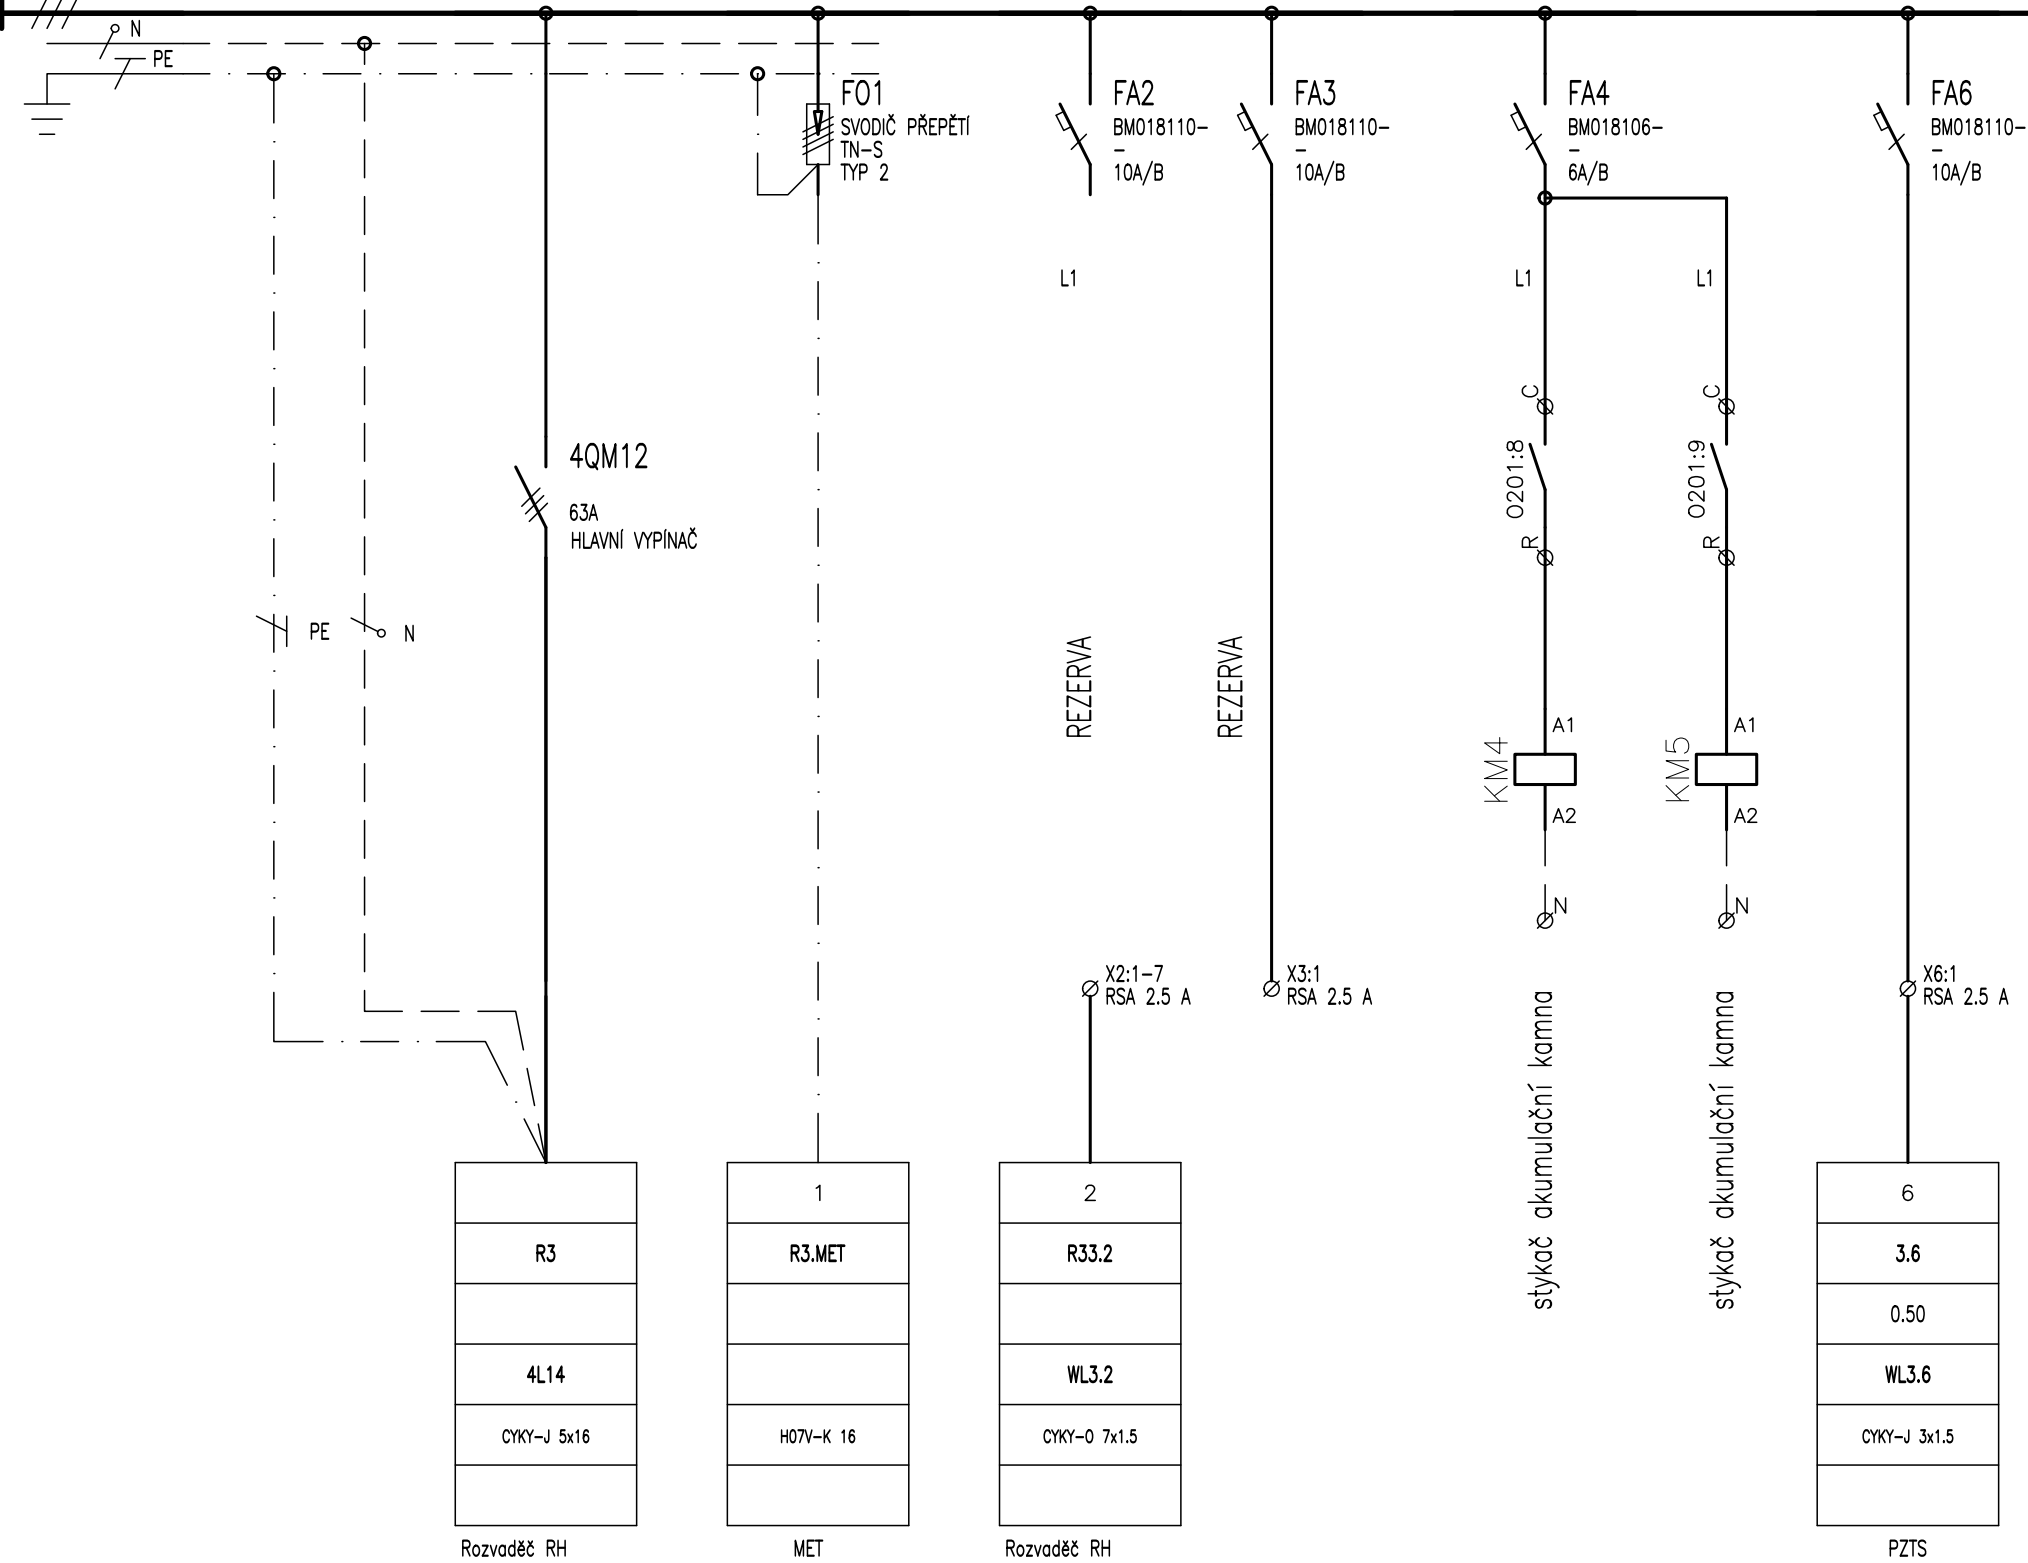 N
PE
FO1
SVODIČ PŘEPĚTÍ
TN-S
TYP 2
FA2
BM018110-
-
10A/B
FA3
BM018110-
-
10A/B
FA4
BM018106-
-
6A/B
FA6
BM018110-
-
10A/B
L1
L1
L1
4QM12
63A
HLAVNÍ VYPÍNAČ
C
O201:8
R
C
O201:9
R
PE
N
REZERVA
REZERVA
A1
KM4
A2
N
A1
KM5
A2
N
X2:1-7
RSA 2.5 A
X3:1
RSA 2.5 A
X6:1
RSA 2.5 A
stykač akumulační kamna
stykač akumulační kamna
R3
4L14
CYKY-J 5x16
Rozvaděč RH
1
R3.MET
H07V-K 16
MET
2
R33.2
WL3.2
CYKY-O 7x1.5
Rozvaděč RH
6
3.6
0.50
WL3.6
CYKY-J 3x1.5
PZTS